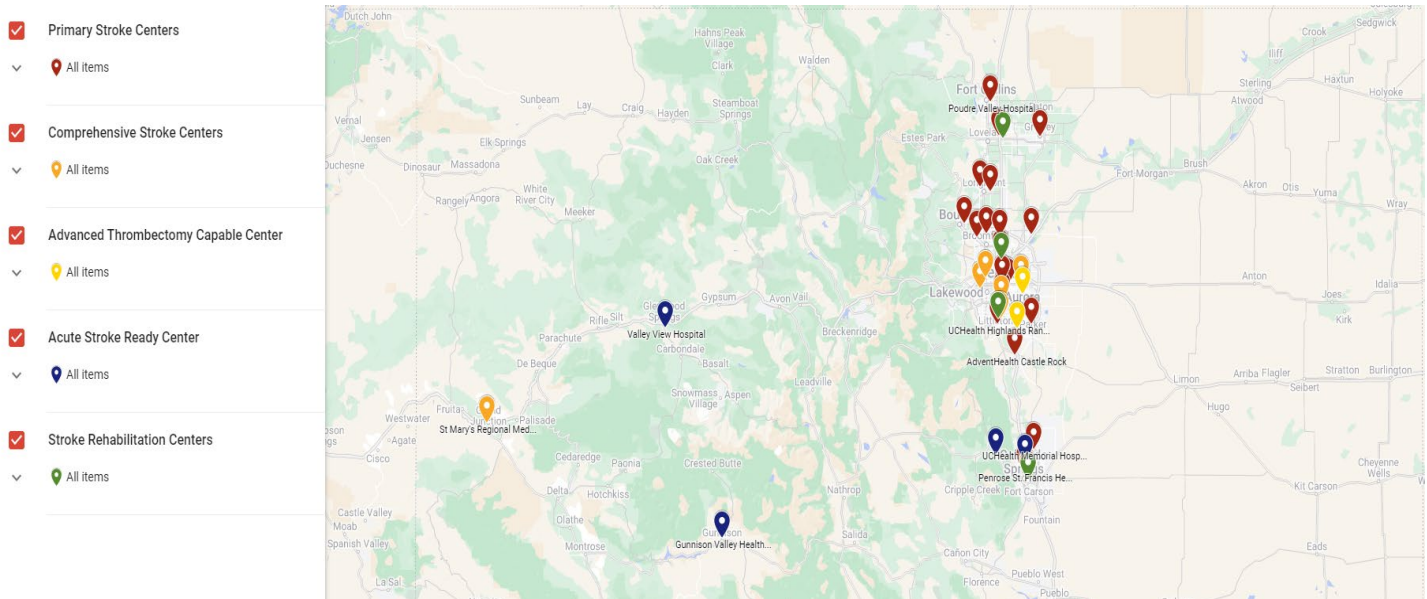 Primary Stroke Centers
All items
Comprehensive Stroke Centers
All items
Advanced Thrombectomy Capable Center
All items
Acute Stroke Ready Center
All items
Stroke Rehabilitation Centers
All items
Dutch John
Hahns Peak
Village
Clark
Walden
Crook
Sedgwick
Iliff
Sterling
Haxtun
Holyoke
Atwood
Poudre Valley Hospital
Sunbeam
Lay
Craig
Hayden
Steamboat
Springs
Vernal
Jensen
Elk Springs
Estes Park
Brush
Fort Morgan
Duchesne
Dinosaur
Massadona
Oak Creek
Akron
Otis
Yuma
Wray
White
River City
Rangely
Angora
Meeker
Anton
Idalia
Joes
Kirk
Lakewood
Aurora
Gypsum
Avon
Vail
Rifle
Silt
Springs
Valley View Hospital
Breckenridge
UCHealth Highlands Ran...
Parachute
Carbondale
De Beque
Basalt
AdventHealth Castle Rock
Leadville
Limon
Arriba
Flagler
Seibert
Stratton
Burlington
Snowmass
Village
Aspen
Hugo
Westwater
Fruita
Palisade
St Mary's Regional Med...
Agate
Cisco
Cedaredge
Paonia
Crested Butte
UCHealth Memorial Hosp...
Penrose St. Francis He...
Cheyenne
Wells
Kit Carson
Delta
Hotchkiss
Nathrop
Cripple Creek
Fort Carson
Fountain
Castle Valley
Moab
Spanish Valley
Olathe
Montrose
Gunnison Valley Health...
Salida
Cañon City
Eads
Pueblo West
Florence
Pueblo
La Sal